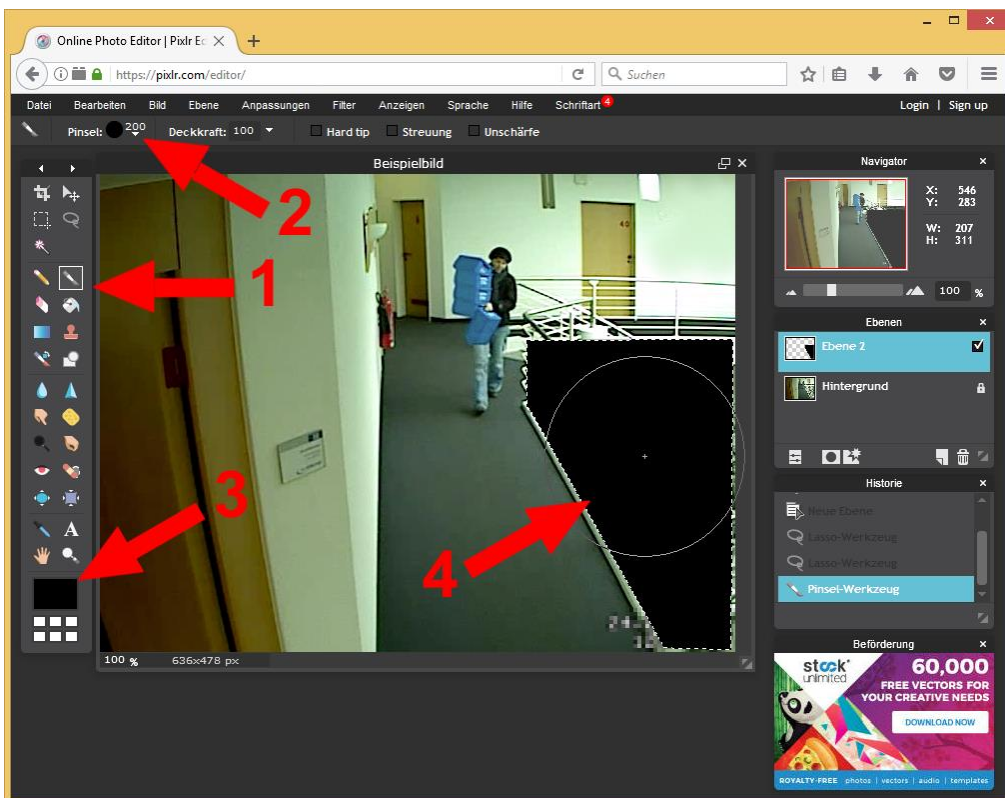 Online Photo Editor | Pixlr Ed
https://pixlr.com/editor/
Suchen
Datei Bearbeiten Bild Ebene Anpassungen Filter Anzeigen Sprache Hilfe Schriftart 4 Login | Sign up
Pinsel: 200 Deckkraft: 100 Hard tip Streuung Unschärfe
Beispielbild
Navigator
X: 546
Y: 283
W: 207
H: 311
100 %
Ebenen
Ebene 2
Hintergrund
Historie
Neue Ebene
Lasso-Werkzeug
Lasso-Werkzeug
Pinsel-Werkzeug
1
2
3
4
A
100 % 636x478 px
Beförderung
stock unlimited
60,000
FREE VECTORS FOR
YOUR CREATIVE NEEDS
DOWNLOAD NOW
ROYALTY-FREE photos | vectors | audio | templates